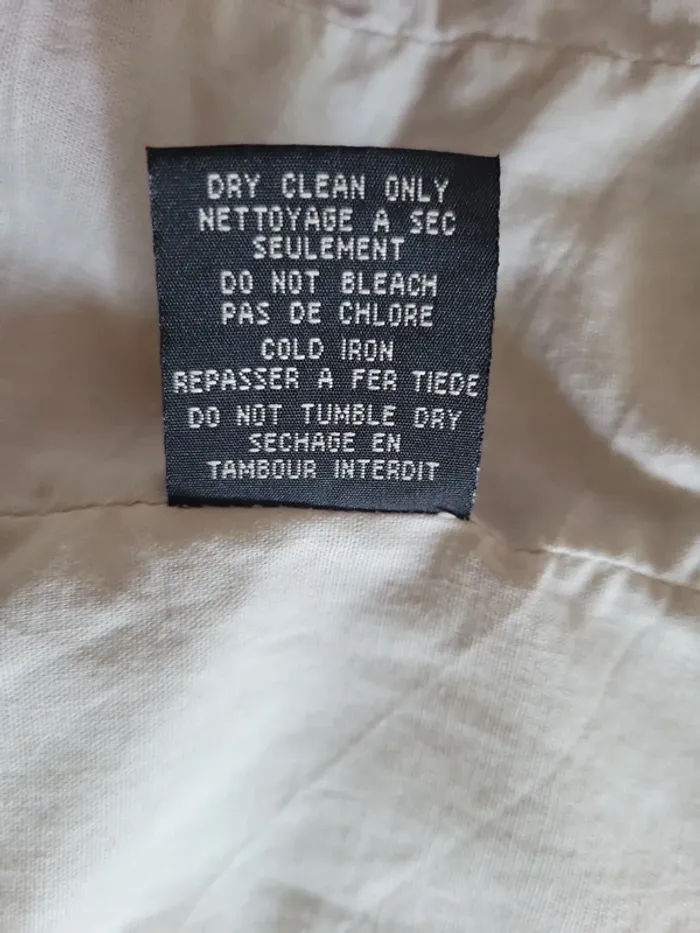 DRY CLEAN ONLY
NETTOYAGE A SEC
SEULEMENT
DO NOT BLEACH
PAS DE CHLORE
COLD IRON
REPASSER A FER TIEDE
DO NOT TUMBLE DRY
SECHAGE EN
TAMBOUR INTERDIT